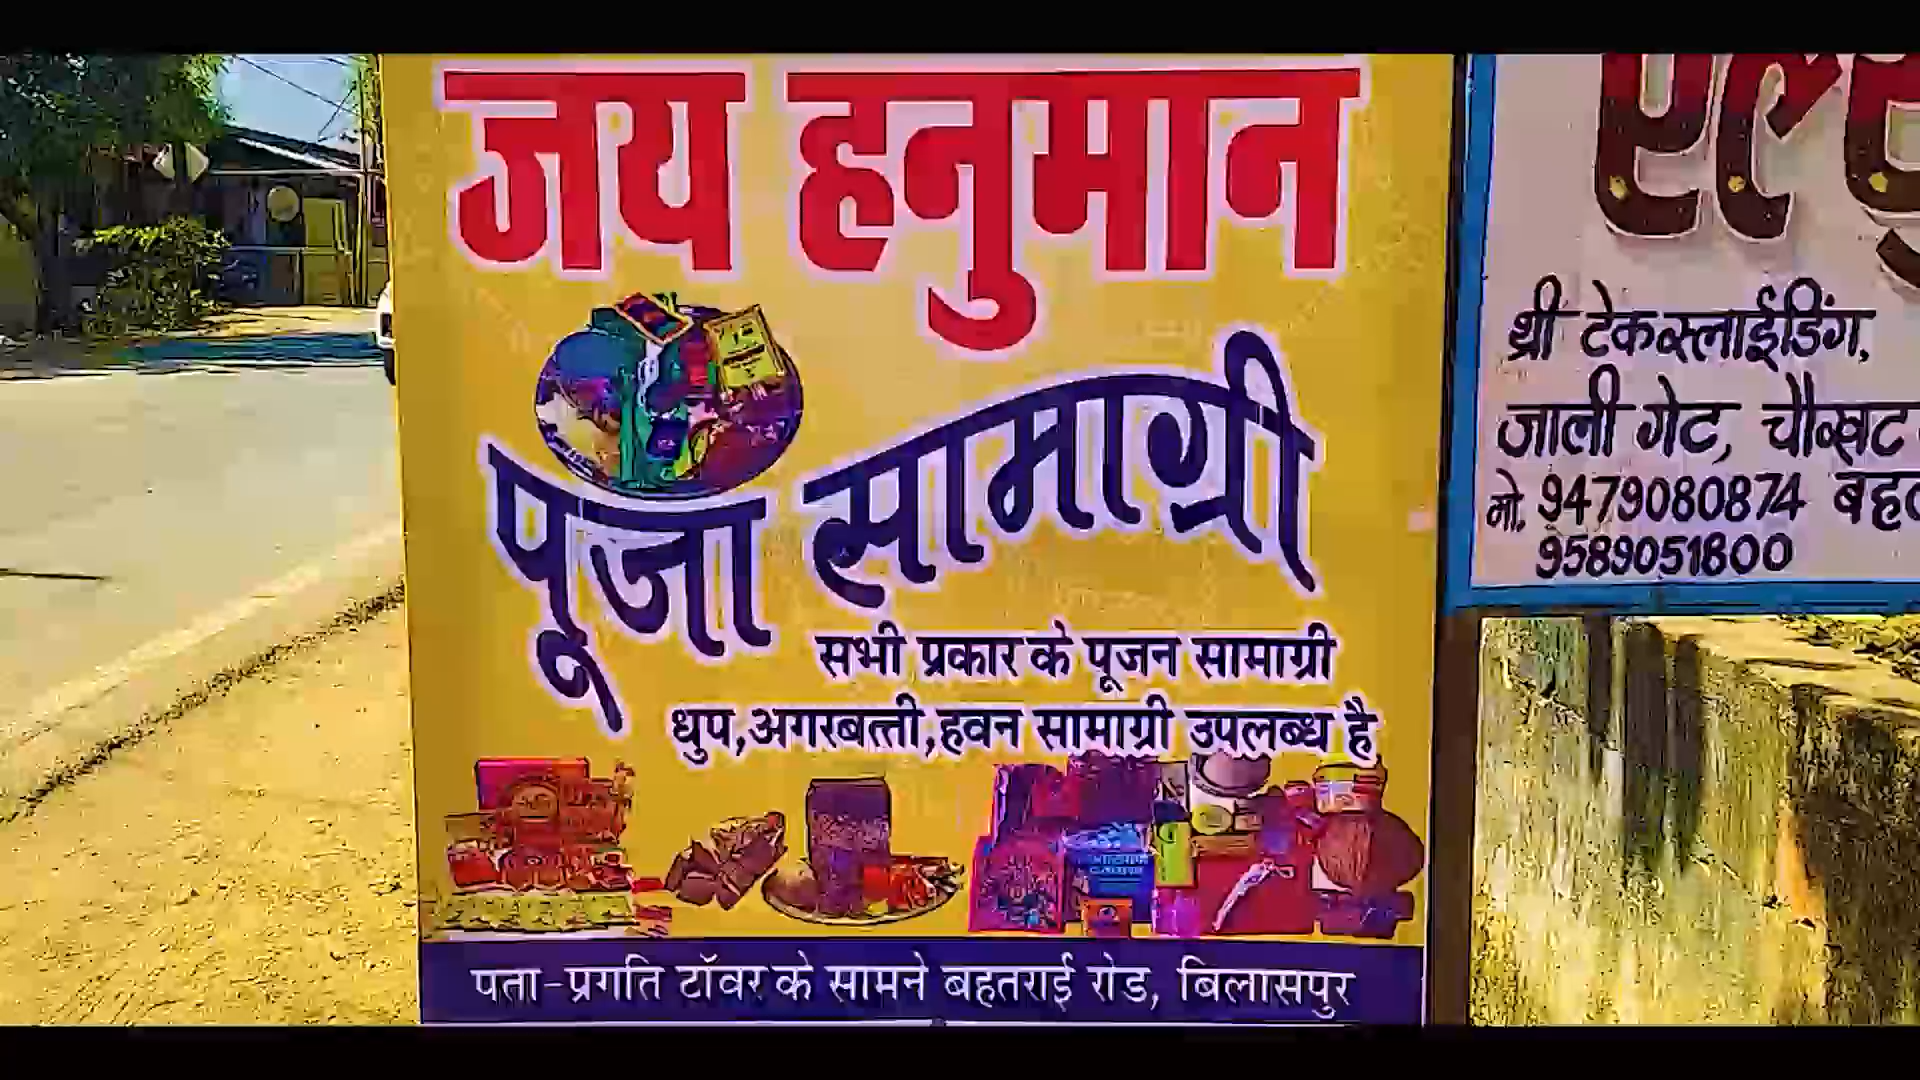 जय हनुमान
पूजा सामाग्री
सभी प्रकार के पूजन सामाग्री
धुप,अगरबत्ती,हवन सामाग्री उपलब्ध है
पता-प्रगति टॉवर के सामने बहतराई रोड, बिलासपुर
थ्री टेकस्लाईडिंग,
जाली गेट, चौखट
मो. 9479080874
9589051800